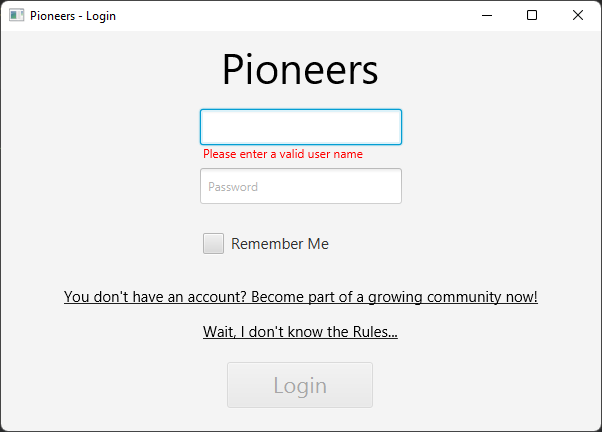 Pioneers - Login
Pioneers
Please enter a valid user name
Password
Remember Me
You don't have an account? Become part of a growing community now!
Wait, I don't know the Rules...
Login